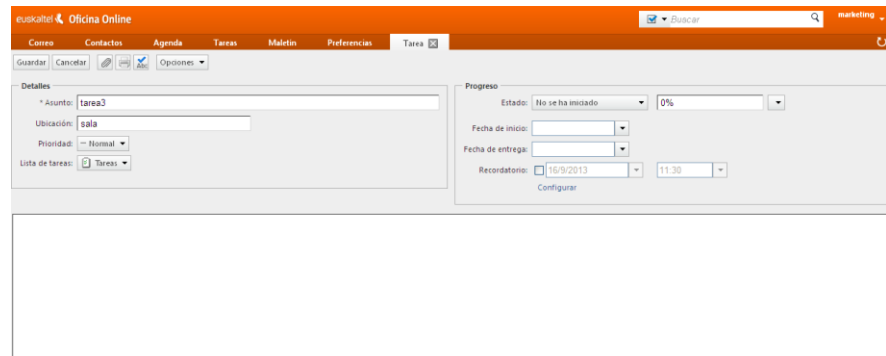 euskaltel Oficina Online
Buscar
marketing
Correo Contactos Agenda Tareas Maletín Preferencias Tarea
Guardar Cancelar ABC Opciones
Detalles
* Asunto: tarea3
Ubicación: sala
Prioridad: Normal
Lista de tareas: Tareas
Progreso
Estado: No se ha iniciado 0%
Fecha de inicio:
Fecha de entrega:
Recordatorio: 16/9/2013 11:30
Configurar